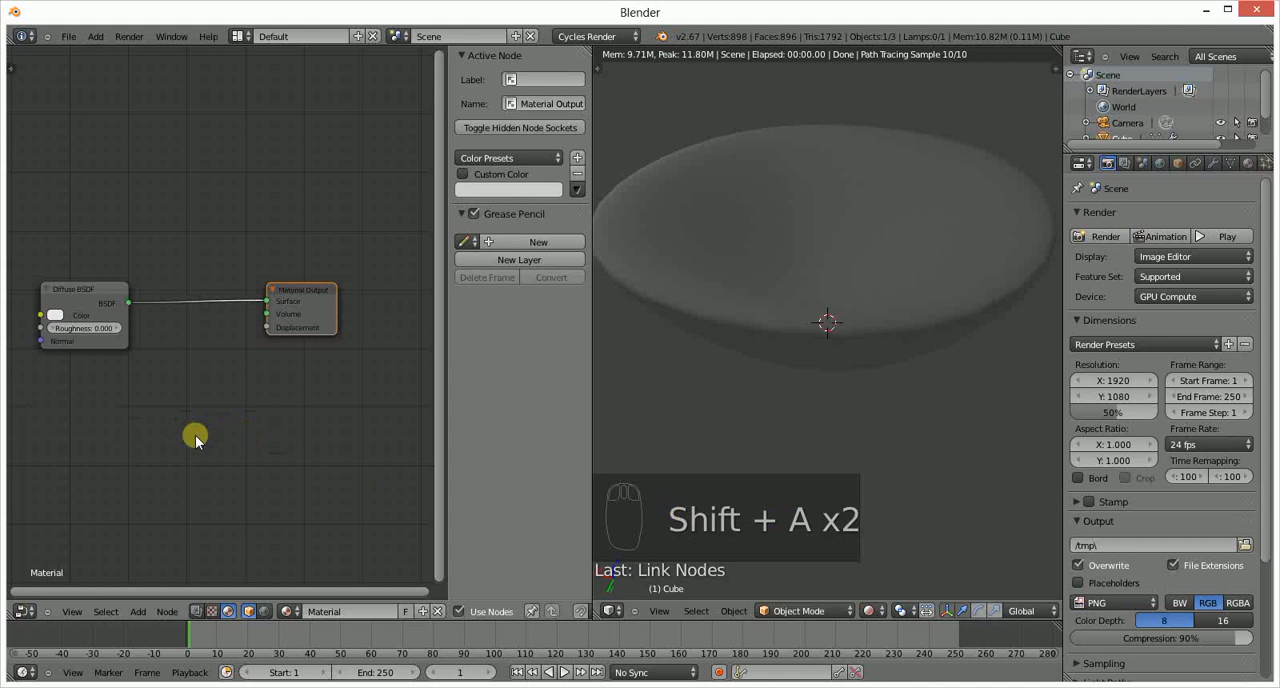 Blender
File Add Render Window Help Default Scene Cycles Render v2.67 | Verts:898 | Faces:896 | Tris:1792 | Objects:1/3 | Lamps:0/1 | Mem:10.82M (0.11M) | Cube
Active Node
Label:
Name: Material Output
Toggle Hidden Node Sockets
Color Presets
Custom Color
Grease Pencil
New
New Layer
Delete Frame Convert
Diffuse BSDF
BSDF
Color
Roughness: 0.000
Normal
Material Output
Surface
Volume
Displacement
Material
View Select Add Node Material F Use Nodes
Mem: 9.71M, Peak: 11.80M | Scene | Elapsed: 00:00.00 | Done | Path Tracing Sample 10/10
Shift + A x2
Last: Link Nodes
(1) Cube
View Select Object Object Mode Global
View Search All Scenes
Scene
RenderLayers
World
Camera
Scene
Render
Render Animation Play
Display: Image Editor
Feature Set: Supported
Device: GPU Compute
Dimensions
Render Presets
Resolution: Frame Range:
X: 1920 Start Frame: 1
Y: 1080 End Frame: 250
50% Frame Step: 1
Aspect Ratio: Frame Rate:
X: 1.000 24 fps
Y: 1.000 Time Remapping:
Bord Crop : 100 : 100
Stamp
Output
/tmp\
Overwrite File Extensions
Placeholders
PNG BW RGB RGBA
Color Depth: 8 16
Compression: 90%
Sampling
-50 -40 -30 -20 -10 0 10 20 30 40 50 60 70 80 90 100 110 120 130 140 150 160 170 180 190 200 210 220 230 240 250 260 270 280
View Marker Frame Playback Start: 1 End: 250 1 No Sync